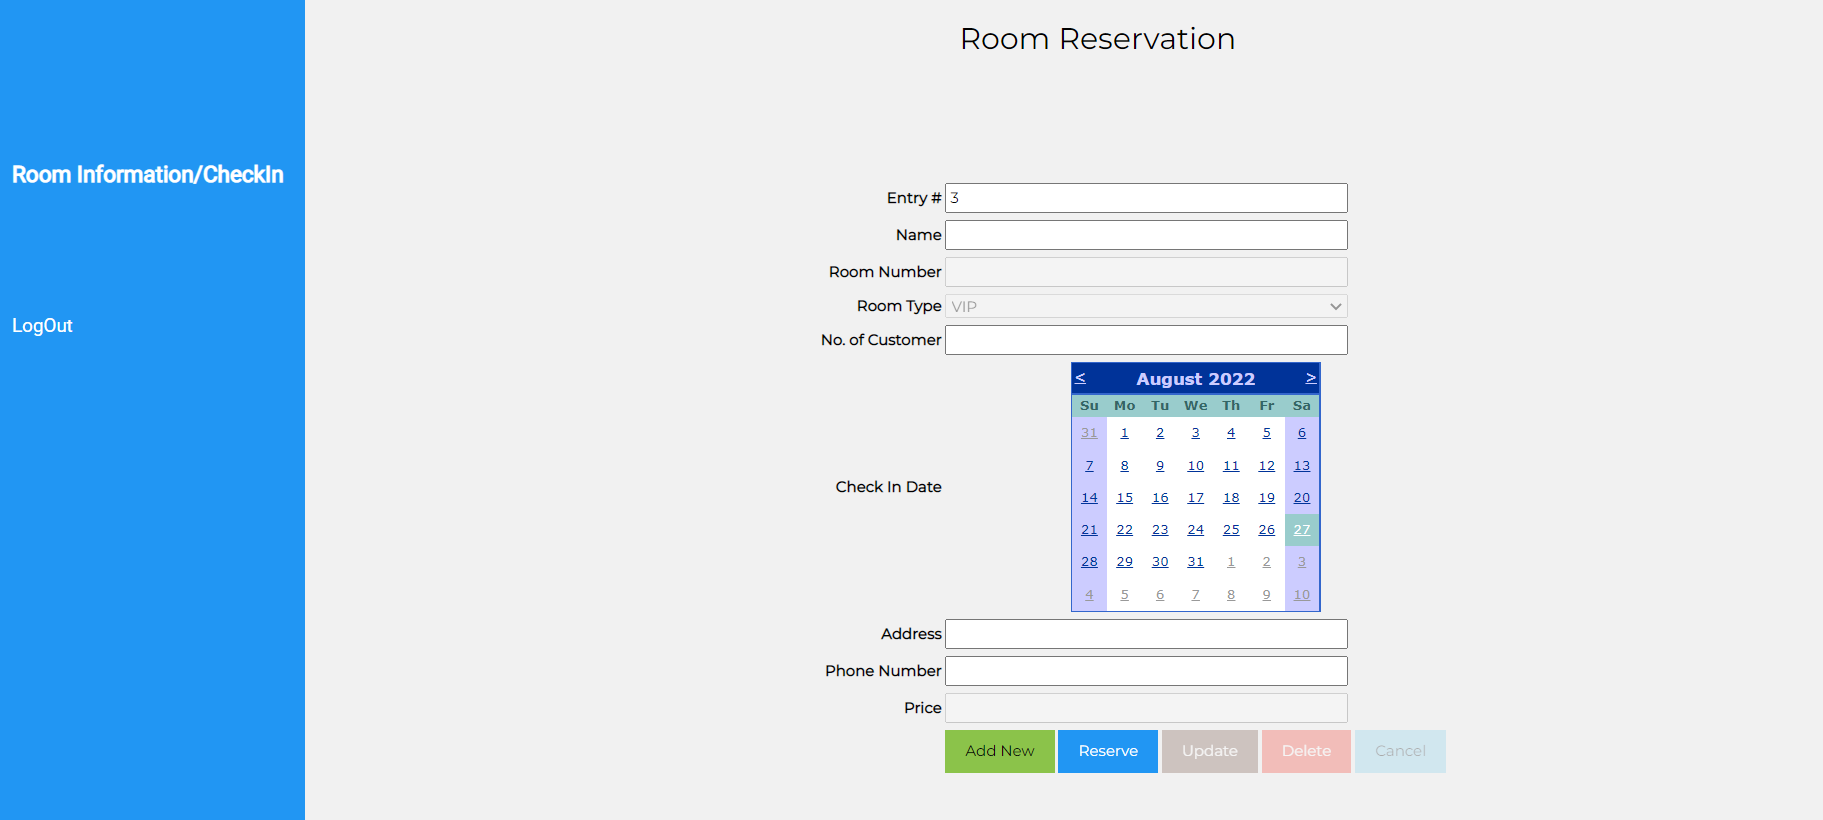 Room Reservation
Room Information/CheckIn
LogOut
Entry # 3
Name
Room Number
Room Type VIP
No. of Customer
< August 2022 >
Su Mo Tu We Th Fr Sa
31 1 2 3 4 5 6
7 8 9 10 11 12 13
14 15 16 17 18 19 20
21 22 23 24 25 26 27
28 29 30 31 1 2 3
4 5 6 7 8 9 10
Check In Date
Address
Phone Number
Price
Add New Reserve Update Delete Cancel